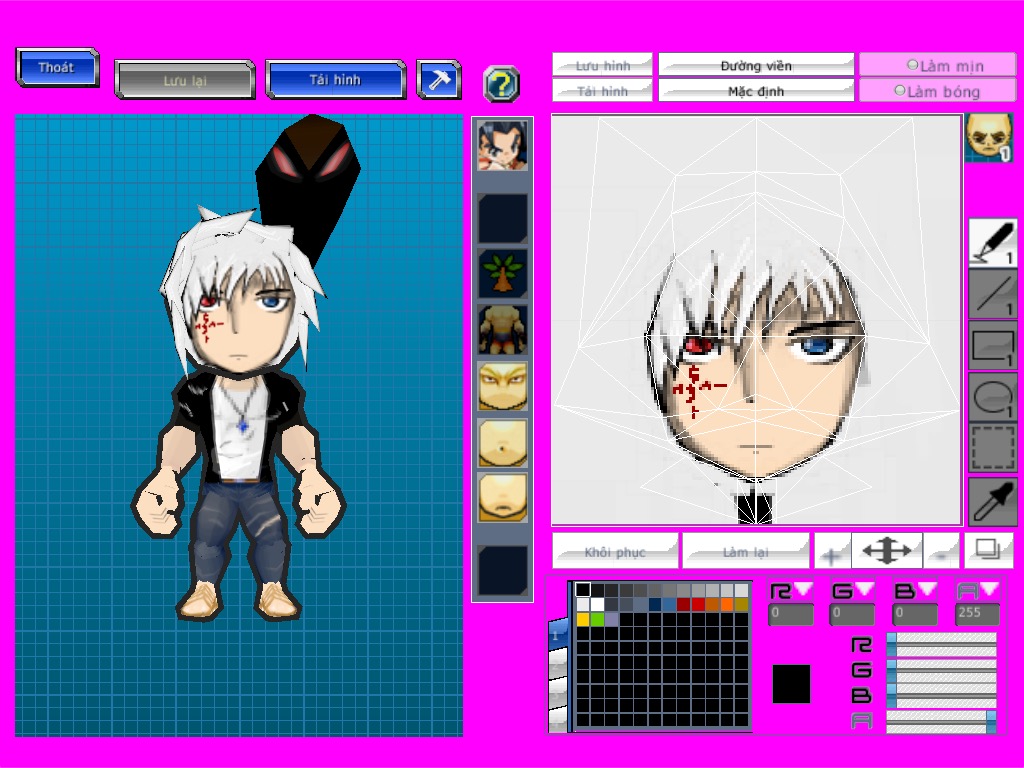 Thoát
Lưu lại
Tải hình
?
Lưu hình
Đường viền
Làm mịn
Tải hình
Mặc định
Làm bóng
1
1
1
1
1
Khôi phục
Làm lại
R
G
B
A
0
0
0
255
1
R
G
B
A